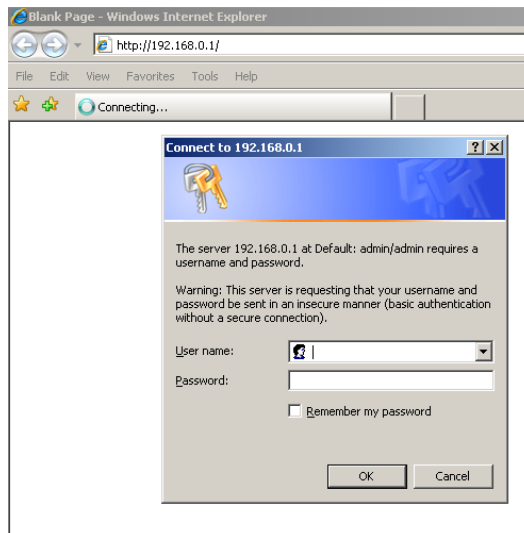 Blank Page - Windows Internet Explorer
http://192.168.0.1/
File Edit View Favorites Tools Help
Connecting...
Connect to 192.168.0.1
The server 192.168.0.1 at Default: admin/admin requires a
username and password.
Warning: This server is requesting that your username and
password be sent in an insecure manner (basic authentication
without a secure connection).
User name:
Password:
Remember my password
OK Cancel